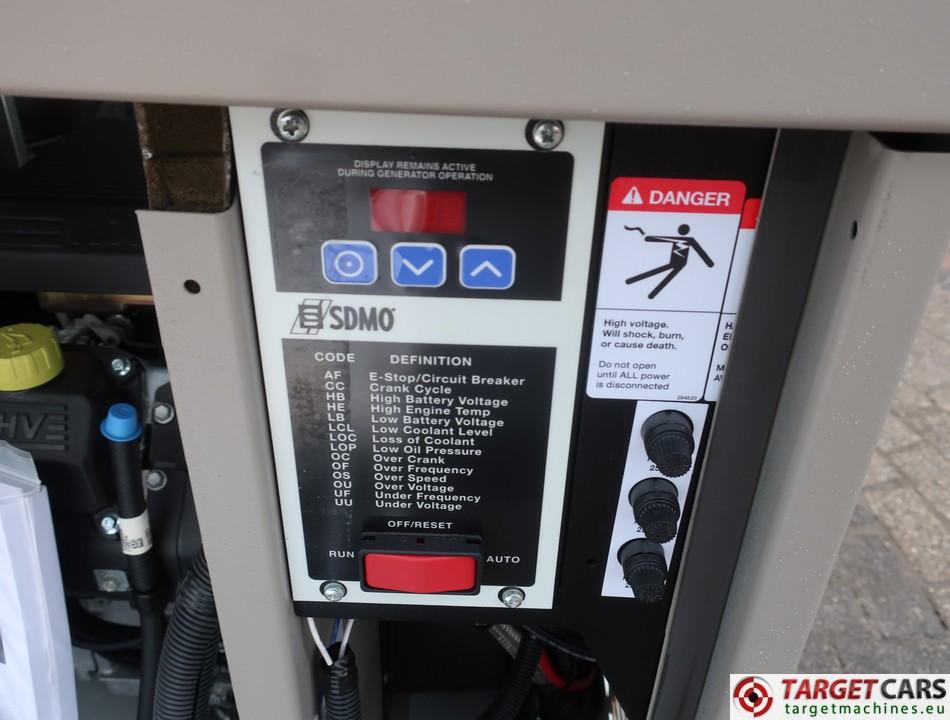 DISPLAY REMAINS ACTIVE
DURING GENERATOR OPERATION
SDMO
CODE DEFINITION
AF E-Stop/Circuit Breaker
CC Crank Cycle
HB High Battery Voltage
HE High Engine Temp
LB Low Battery Voltage
LCL Low Coolant Level
LOC Loss of Coolant
LOP Low Oil Pressure
OC Over Crank
OF Over Frequency
OS Over Speed
OU Over Voltage
UF Under Frequency
UU Under Voltage
OFF/RESET
RUN AUTO
DANGER
High voltage.
Will shock, burn,
or cause death.
Do not open
until ALL power
is disconnected
OHV
TARGETCARS
targetmachines.eu